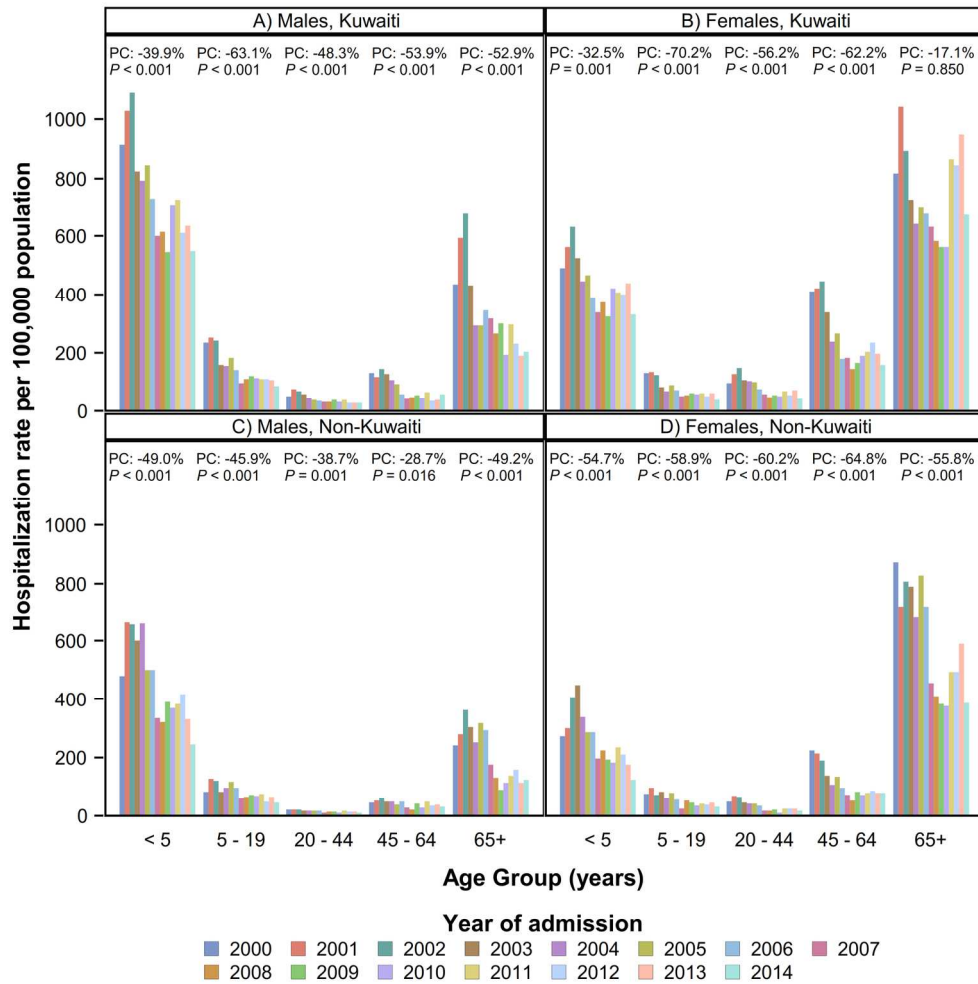 A) Males, Kuwaiti
B) Females, Kuwaiti
PC: -39.9% PC: -63.1% PC: -48.3% PC: -53.9% PC: -52.9%
P < 0.001 P < 0.001 P < 0.001 P < 0.001 P < 0.001
PC: -32.5% PC: -70.2% PC: -56.2% PC: -62.2% PC: -17.1%
P = 0.001 P < 0.001 P < 0.001 P < 0.001 P = 0.850
1000
800
600
400
200
0
Hospitalization rate per 100,000 population
C) Males, Non-Kuwaiti
D) Females, Non-Kuwaiti
PC: -49.0% PC: -45.9% PC: -38.7% PC: -28.7% PC: -49.2%
P < 0.001 P < 0.001 P = 0.001 P = 0.016 P < 0.001
PC: -54.7% PC: -58.9% PC: -60.2% PC: -64.8% PC: -55.8%
P < 0.001 P < 0.001 P < 0.001 P < 0.001 P < 0.001
1000
800
600
400
200
0
< 5 5 - 19 20 - 44 45 - 64 65+
< 5 5 - 19 20 - 44 45 - 64 65+
Age Group (years)
Year of admission
2000 2001 2002 2003 2004 2005 2006 2007
2008 2009 2010 2011 2012 2013 2014